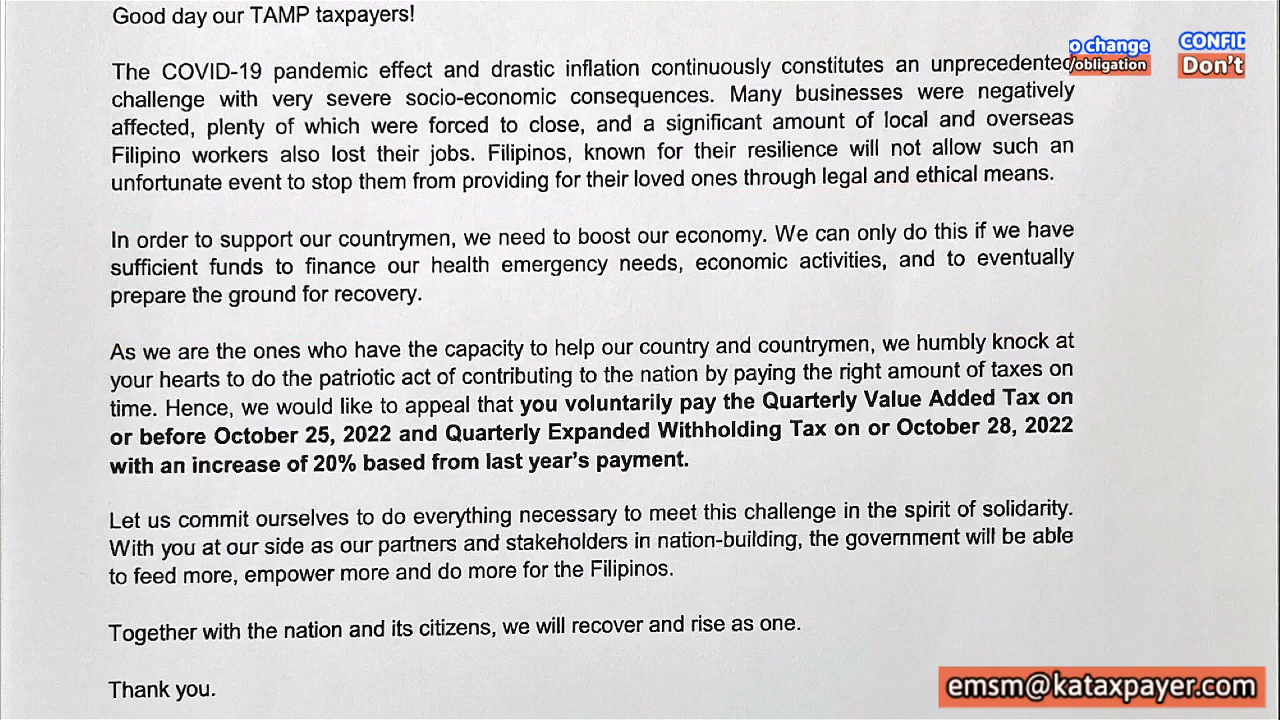 Good day our TAMP taxpayers!
o change
/obligation
CONFID
Don't
The COVID-19 pandemic effect and drastic inflation continuously constitutes an unprecedented
challenge with very severe socio-economic consequences. Many businesses were negatively
affected, plenty of which were forced to close, and a significant amount of local and overseas
Filipino workers also lost their jobs. Filipinos, known for their resilience will not allow such an
unfortunate event to stop them from providing for their loved ones through legal and ethical means.
In order to support our countrymen, we need to boost our economy. We can only do this if we have
sufficient funds to finance our health emergency needs, economic activities, and to eventually
prepare the ground for recovery.
As we are the ones who have the capacity to help our country and countrymen, we humbly knock at
your hearts to do the patriotic act of contributing to the nation by paying the right amount of taxes on
time. Hence, we would like to appeal that you voluntarily pay the Quarterly Value Added Tax on
or before October 25, 2022 and Quarterly Expanded Withholding Tax on or October 28, 2022
with an increase of 20% based from last year's payment.
Let us commit ourselves to do everything necessary to meet this challenge in the spirit of solidarity.
With you at our side as our partners and stakeholders in nation-building, the government will be able
to feed more, empower more and do more for the Filipinos.
Together with the nation and its citizens, we will recover and rise as one.
Thank you.
emsm@kataxpayer.com